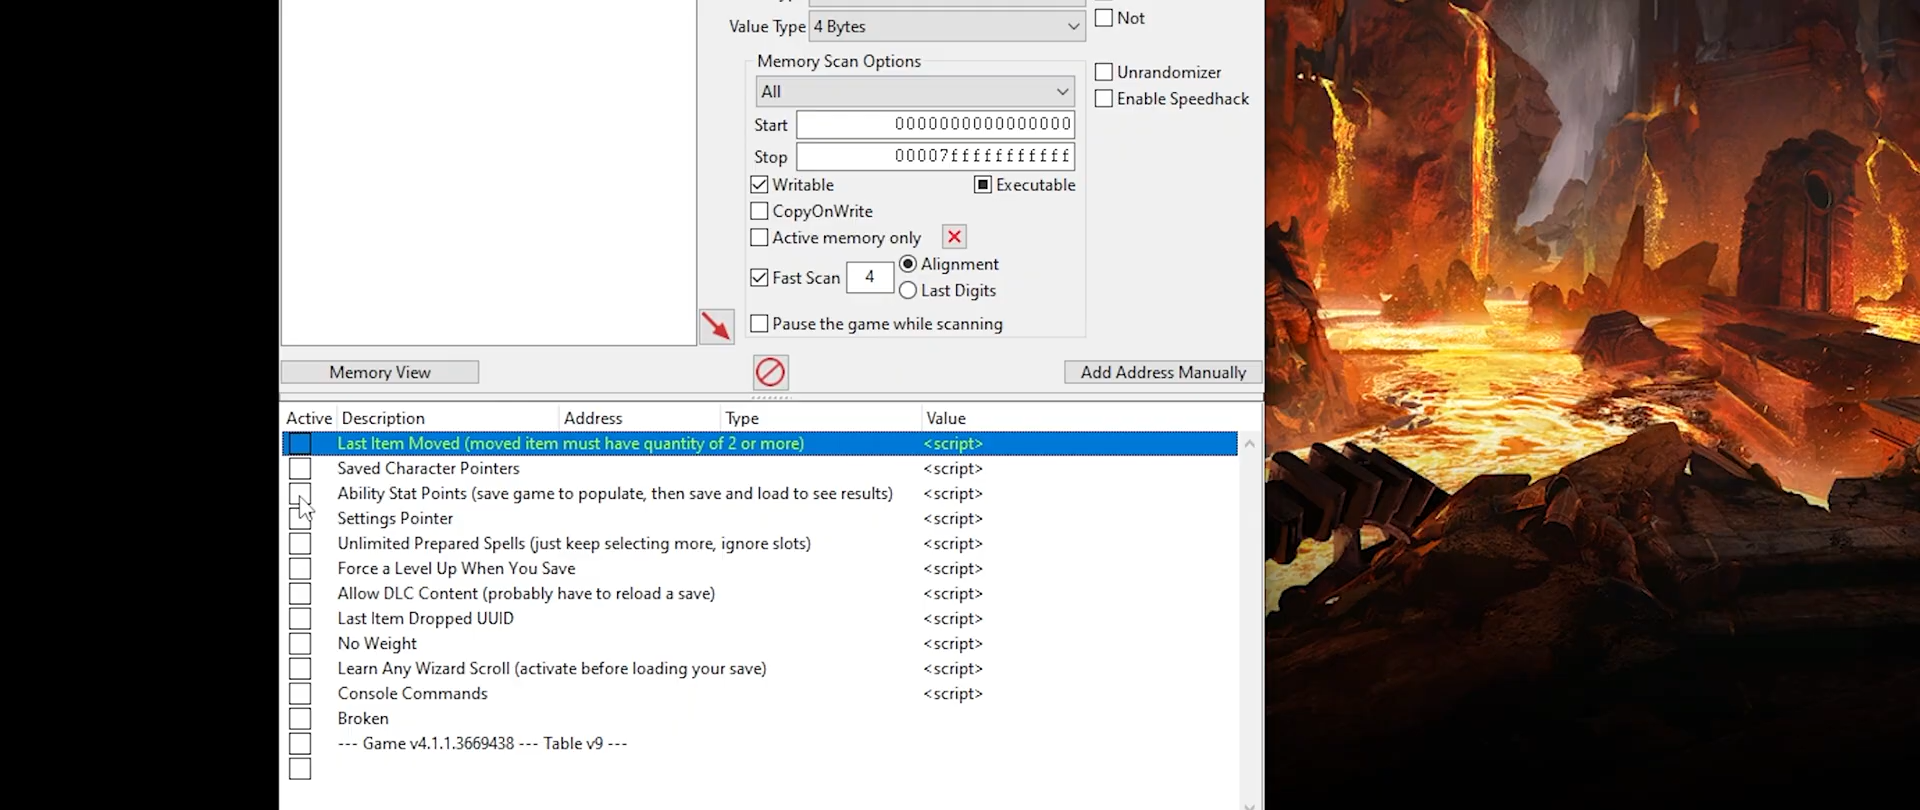 Value Type 4 Bytes
Not
Memory Scan Options
Unrandomizer
All
Enable Speedhack
Start 0000000000000000
Stop 00007fffffffffff
Writable Executable
CopyOnWrite
Active memory only
Fast Scan 4 Alignment
Last Digits
Pause the game while scanning
Memory View Add Address Manually
Active Description Address Type Value
Last Item Moved (moved item must have quantity of 2 or more) <script>
Saved Character Pointers <script>
Ability Stat Points (save game to populate, then save and load to see results) <script>
Settings Pointer <script>
Unlimited Prepared Spells (just keep selecting more, ignore slots) <script>
Force a Level Up When You Save <script>
Allow DLC Content (probably have to reload a save) <script>
Last Item Dropped UUID <script>
No Weight <script>
Learn Any Wizard Scroll (activate before loading your save) <script>
Console Commands <script>
Broken
--- Game v4.1.1.3669438 --- Table v9 ---